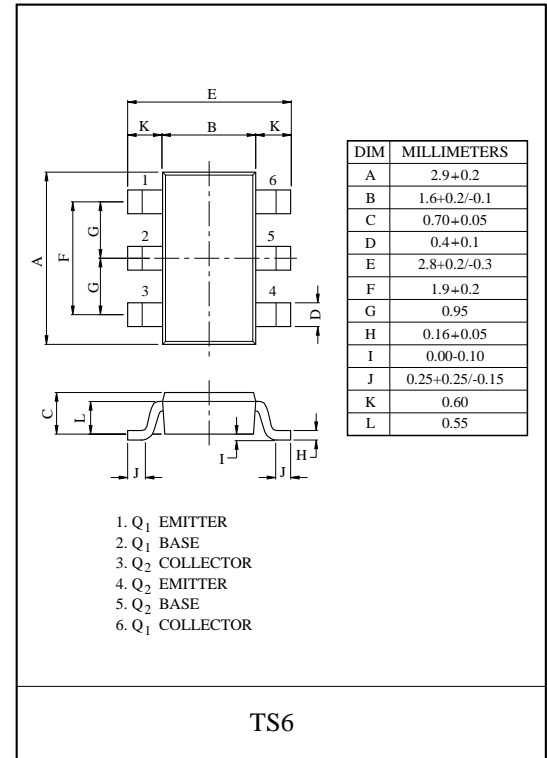 E
K B K
1 6
G
2 5
A F
G
3 4
D
C L
I H
J J
DIM MILLIMETERS
A 2.9+0.2
B 1.6+0.2/-0.1
C 0.70+0.05
D 0.4+0.1
E 2.8+0.2/-0.3
F 1.9+0.2
G 0.95
H 0.16+0.05
I 0.00-0.10
J 0.25+0.25/-0.15
K 0.60
L 0.55
1. Q1 EMITTER
2. Q1 BASE
3. Q2 COLLECTOR
4. Q2 EMITTER
5. Q2 BASE
6. Q1 COLLECTOR
TS6